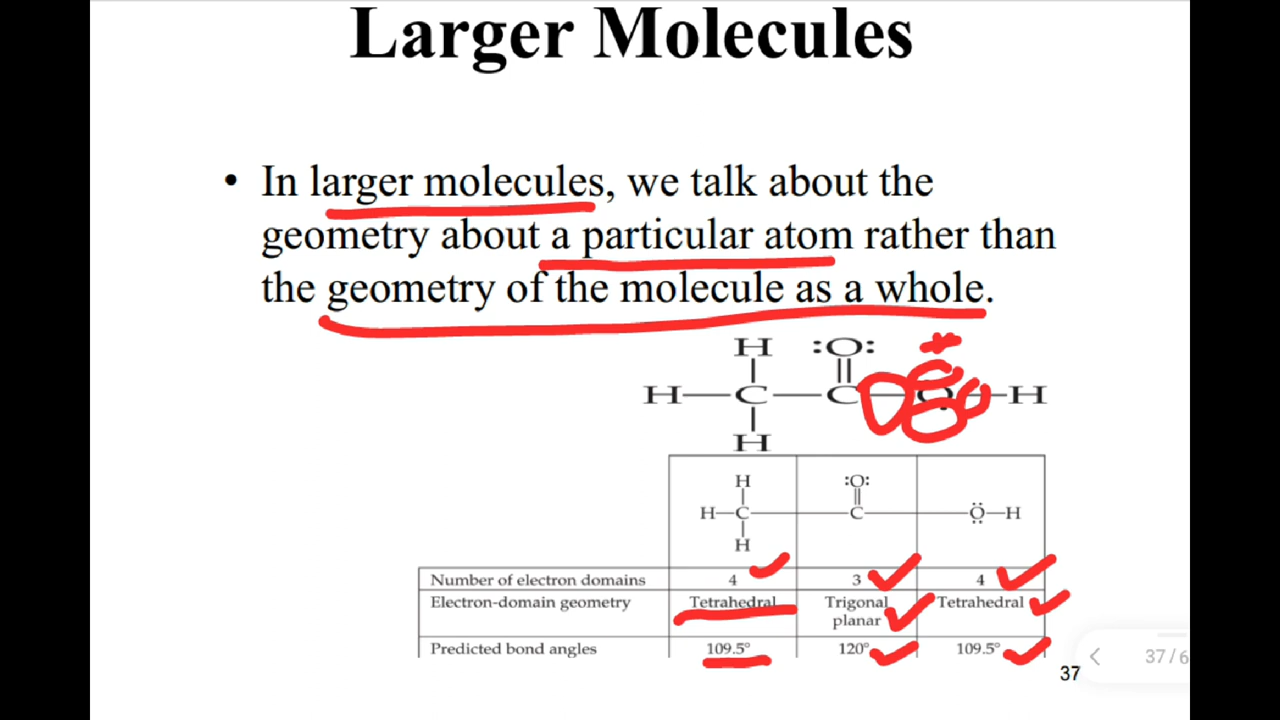 Larger Molecules
• In larger molecules, we talk about the
geometry about a particular atom rather than
the geometry of the molecule as a whole.
H :O:
H—C—C—O—H
H
H :O:
H—C— —C— —Ö—H
H
Number of electron domains 4 3 4
Electron-domain geometry Tetrahedral Trigonal planar Tetrahedral
Predicted bond angles 109.5° 120° 109.5°
37
37/6